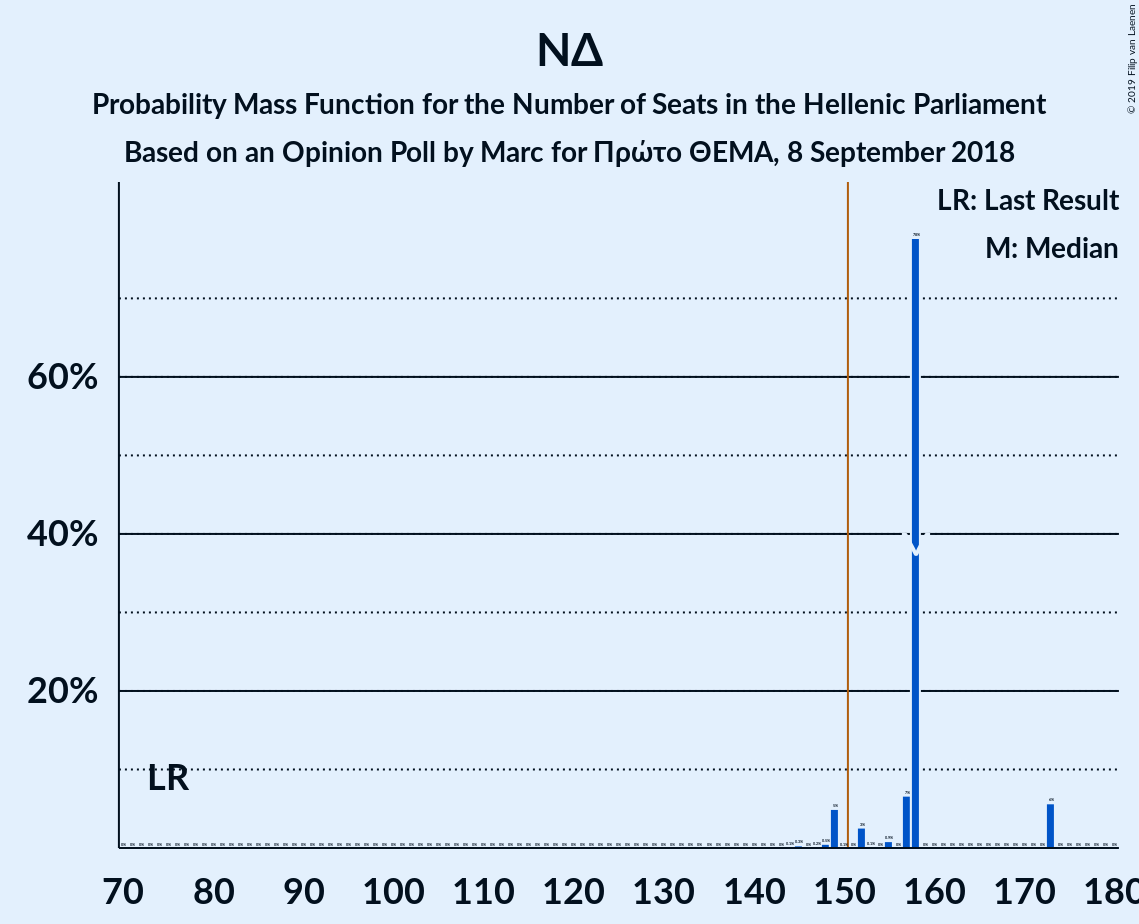 ΝΔ
Probability Mass Function for the Number of Seats in the Hellenic Parliament
Based on an Opinion Poll by Marc for Πρώτο ΘΕΜΑ, 8 September 2018
© 2019 Filip van Laenen
LR: Last Result
M: Median
60%
40%
20%
LR
70 80 90 100 110 120 130 140 150 160 170 180